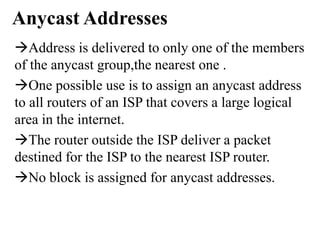 Anycast Addresses
→Address is delivered to only one of the members
of the anycast group,the nearest one .
→One possible use is to assign an anycast address
to all routers of an ISP that covers a large logical
area in the internet.
→The router outside the ISP deliver a packet
destined for the ISP to the nearest ISP router.
→No block is assigned for anycast addresses.